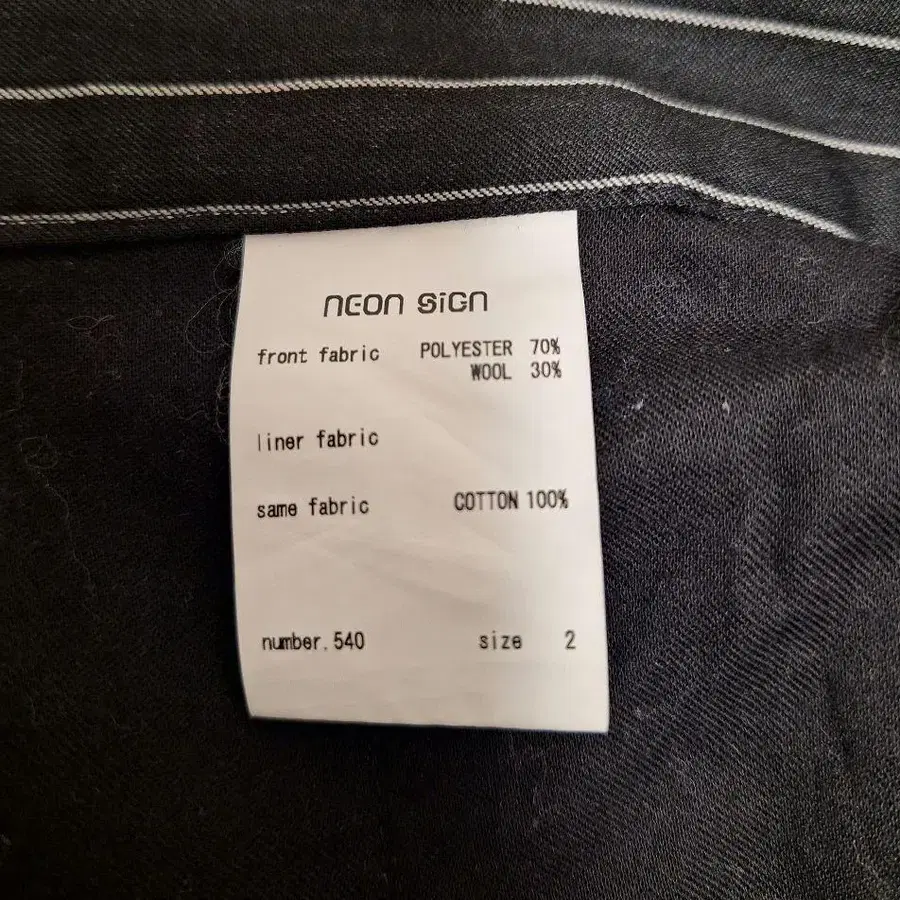 neon sign
front fabric POLYESTER 70%
WOOL 30%
liner fabric
same fabric COTTON 100%
number.540 size 2